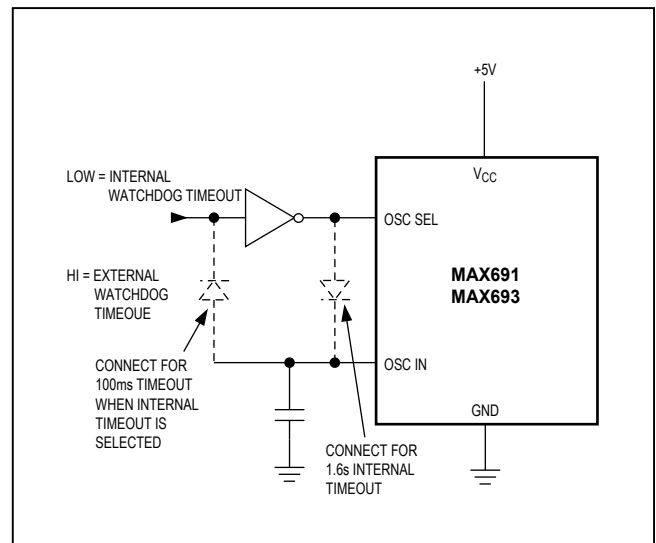 +5V
VCC
LOW = INTERNAL
WATCHDOG TIMEOUT
OSC SEL
MAX691
MAX693
HI = EXTERNAL
WATCHDOG
TIMEOUE
OSC IN
CONNECT FOR
100ms TIMEOUT
WHEN INTERNAL
TIMEOUT IS
SELECTED
GND
CONNECT FOR
1.6s INTERNAL
TIMEOUT